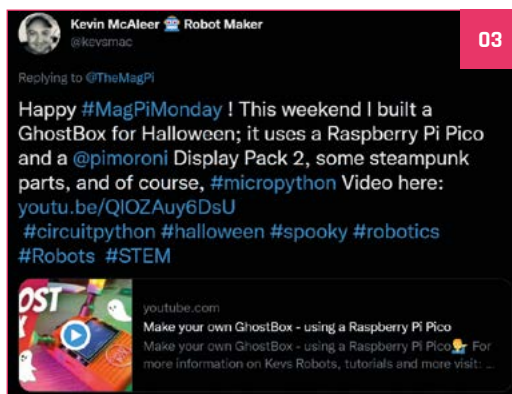 Kevin McAleer 🤖 Robot Maker
@kevsmac
03
Replying to @TheMagPi
Happy #MagPiMonday ! This weekend I built a
GhostBox for Halloween; it uses a Raspberry Pi Pico
and a @pimoroni Display Pack 2, some steampunk
parts, and of course, #micropython Video here:
youtu.be/QIOZAuy6DsU
#circuitpython #halloween #spooky #robotics
#Robots #STEM
OST
youtube.com
Make your own GhostBox - using a Raspberry Pi Pico
Make your own GhostBox - using a Raspberry Pi Pico💁‍♂️ For
more information on Kevs Robots, tutorials and more visit: ...